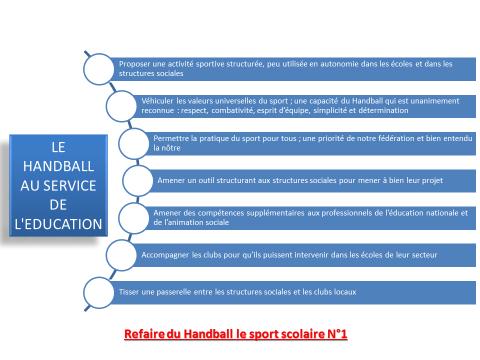 Proposer une activité sportive structurée, peu utilisée en autonomie dans les écoles et dans les
structures sociales
Véhiculer les valeurs universelles du sport ; une capacité du Handball qui est unanimement
reconnue : respect, combativité, esprit d'équipe, simplicité et détermination
Permettre la pratique du sport pour tous ; une priorité de notre fédération et bien entendu
la nôtre
LE
HANDBALL
AU SERVICE
DE
L'EDUCATION
Amener un outil structurant aux structures sociales pour mener à bien leur projet
Amener des compétences supplémentaires aux professionnels de l'éducation nationale et
de l'animation sociale
Accompagner les clubs pour qu'ils puissent intervenir dans les écoles de leur secteur
Tisser une passerelle entre les structures sociales et les clubs locaux
Refaire du Handball le sport scolaire N°1